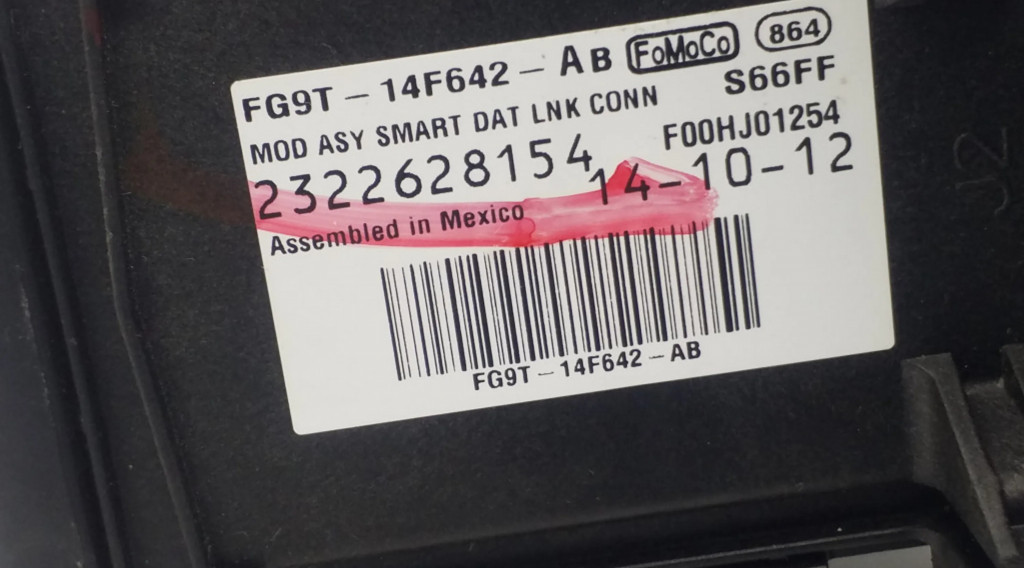 FG9T - 14F642 - AB FoMoCo 864
MOD ASY SMART DAT LNK CONN S66FF
2322628154 F00HJ01254
14-10-12
Assembled in Mexico
FG9T - 14F642 - AB